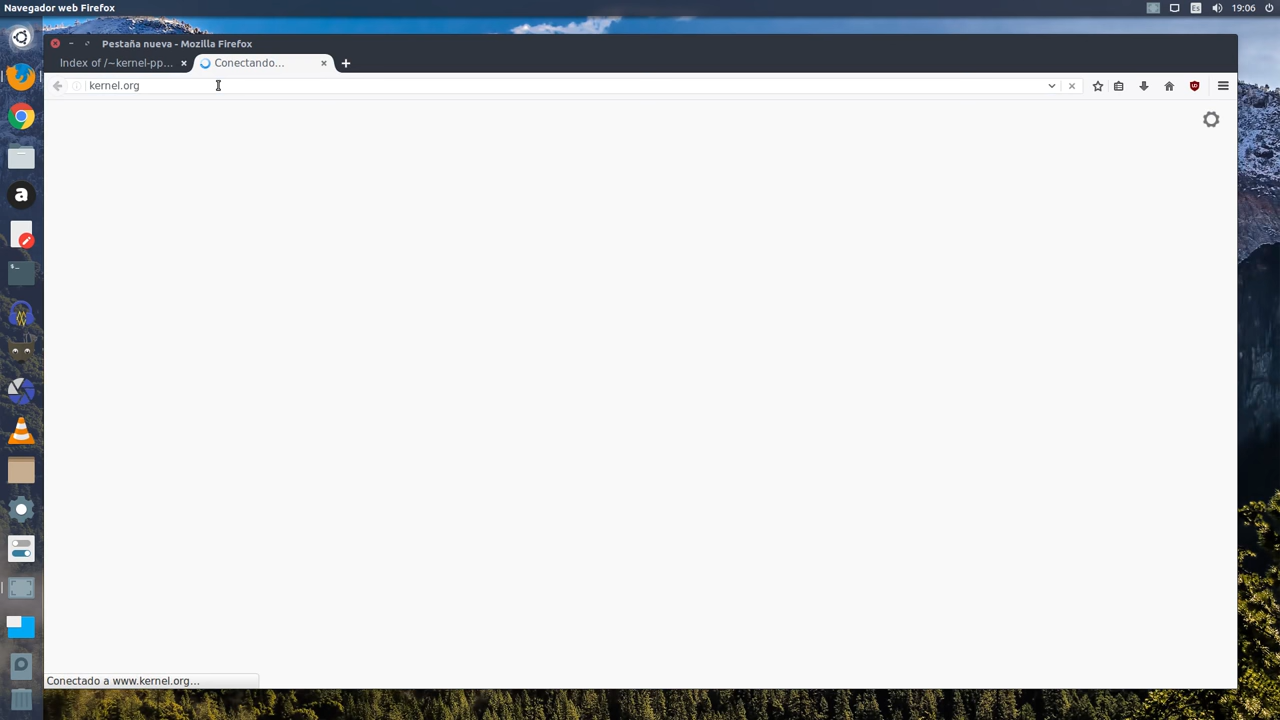 Navegador web Firefox
Es
19:06
Pestaña nueva - Mozilla Firefox
Index of /~kernel-pp...
Conectando...
kernel.org
Conectado a www.kernel.org...